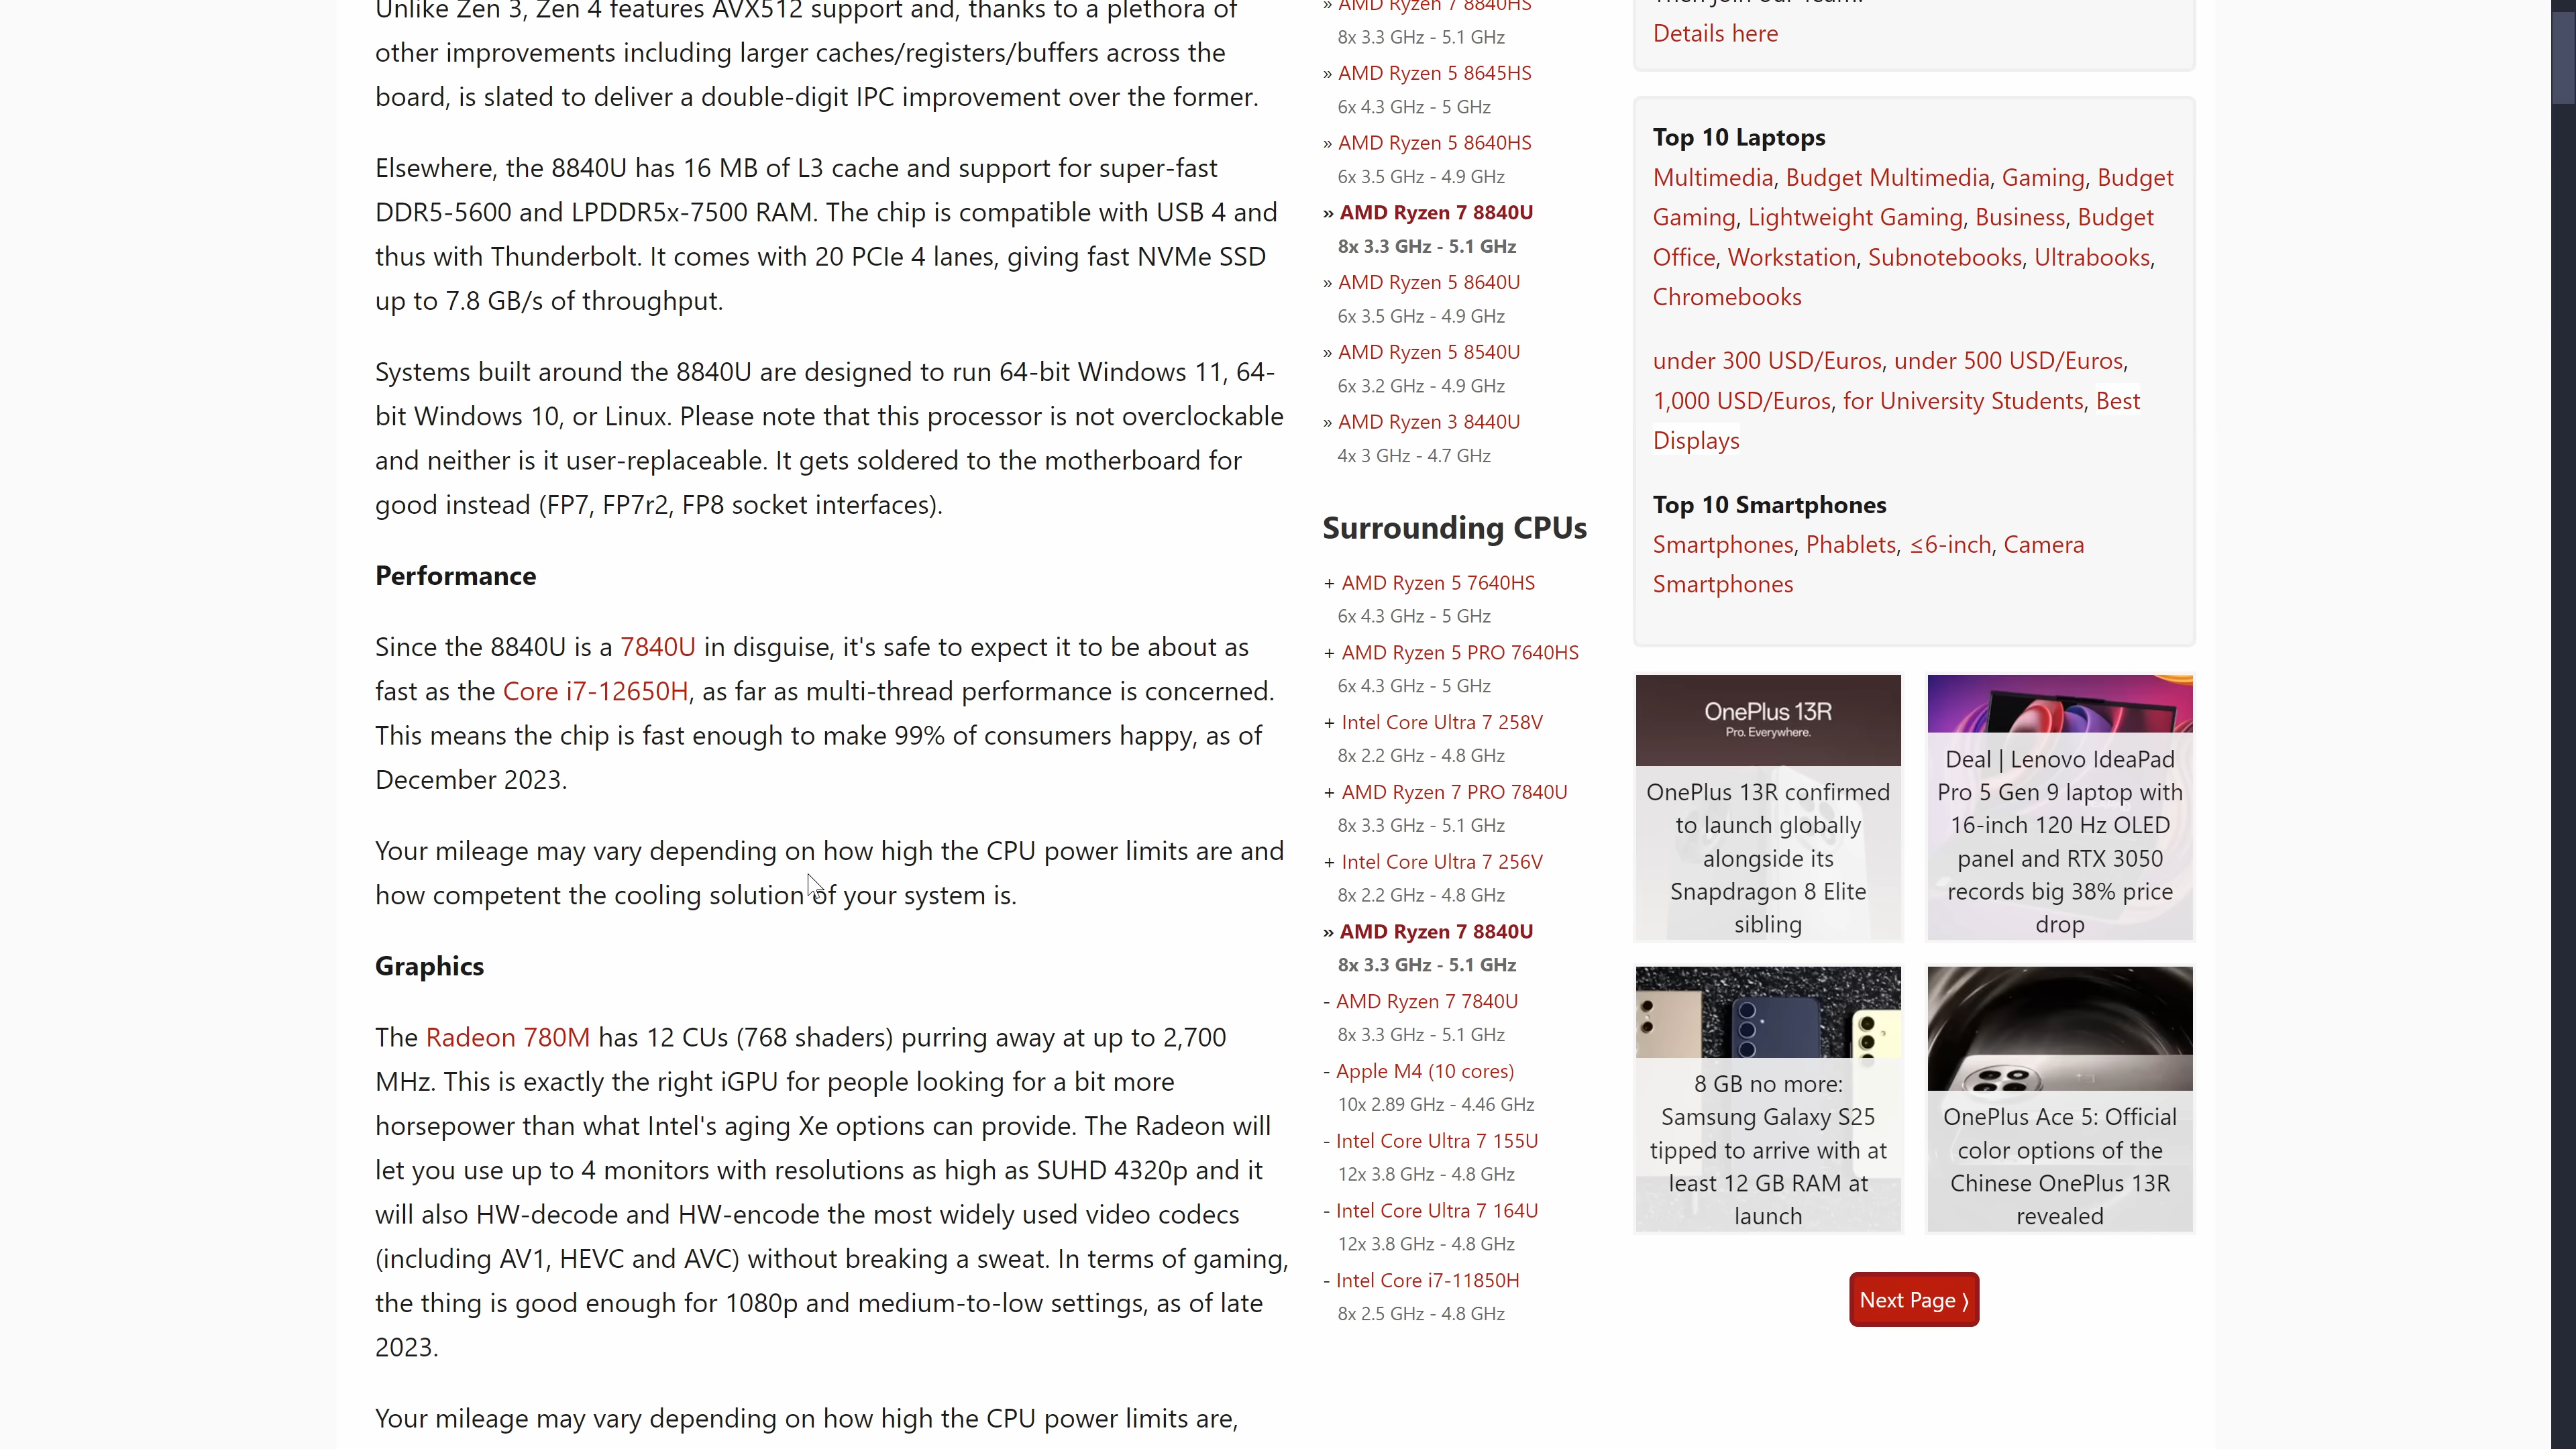 Unlike Zen 3, Zen 4 features AVX512 support and, thanks to a plethora of
other improvements including larger caches/registers/buffers across the
board, is slated to deliver a double-digit IPC improvement over the former.
Elsewhere, the 8840U has 16 MB of L3 cache and support for super-fast
DDR5-5600 and LPDDR5x-7500 RAM. The chip is compatible with USB 4 and
thus with Thunderbolt. It comes with 20 PCIe 4 lanes, giving fast NVMe SSD
up to 7.8 GB/s of throughput.
Systems built around the 8840U are designed to run 64-bit Windows 11, 64-
bit Windows 10, or Linux. Please note that this processor is not overclockable
and neither is it user-replaceable. It gets soldered to the motherboard for
good instead (FP7, FP7r2, FP8 socket interfaces).
Performance
Since the 8840U is a 7840U in disguise, it's safe to expect it to be about as
fast as the Core i7-12650H, as far as multi-thread performance is concerned.
This means the chip is fast enough to make 99% of consumers happy, as of
December 2023.
Your mileage may vary depending on how high the CPU power limits are and
how competent the cooling solution of your system is.
Graphics
The Radeon 780M has 12 CUs (768 shaders) purring away at up to 2,700
MHz. This is exactly the right iGPU for people looking for a bit more
horsepower than what Intel's aging Xe options can provide. The Radeon will
let you use up to 4 monitors with resolutions as high as SUHD 4320p and it
will also HW-decode and HW-encode the most widely used video codecs
(including AV1, HEVC and AVC) without breaking a sweat. In terms of gaming,
the thing is good enough for 1080p and medium-to-low settings, as of late
2023.
Your mileage may vary depending on how high the CPU power limits are,
» AMD Ryzen 7 8840HS
8x 3.3 GHz - 5.1 GHz
» AMD Ryzen 5 8645HS
6x 4.3 GHz - 5 GHz
» AMD Ryzen 5 8640HS
6x 3.5 GHz - 4.9 GHz
» AMD Ryzen 7 8840U
8x 3.3 GHz - 5.1 GHz
» AMD Ryzen 5 8640U
6x 3.5 GHz - 4.9 GHz
» AMD Ryzen 5 8540U
6x 3.2 GHz - 4.9 GHz
» AMD Ryzen 3 8440U
4x 3 GHz - 4.7 GHz
Surrounding CPUs
+ AMD Ryzen 5 7640HS
6x 4.3 GHz - 5 GHz
+ AMD Ryzen 5 PRO 7640HS
6x 4.3 GHz - 5 GHz
+ Intel Core Ultra 7 258V
8x 2.2 GHz - 4.8 GHz
+ AMD Ryzen 7 PRO 7840U
8x 3.3 GHz - 5.1 GHz
+ Intel Core Ultra 7 256V
8x 2.2 GHz - 4.8 GHz
» AMD Ryzen 7 8840U
8x 3.3 GHz - 5.1 GHz
- AMD Ryzen 7 7840U
8x 3.3 GHz - 5.1 GHz
- Apple M4 (10 cores)
10x 2.89 GHz - 4.46 GHz
- Intel Core Ultra 7 155U
12x 3.8 GHz - 4.8 GHz
- Intel Core Ultra 7 164U
12x 3.8 GHz - 4.8 GHz
- Intel Core i7-11850H
8x 2.5 GHz - 4.8 GHz
Then join our Team!
Details here
Top 10 Laptops
Multimedia, Budget Multimedia, Gaming, Budget
Gaming, Lightweight Gaming, Business, Budget
Office, Workstation, Subnotebooks, Ultrabooks,
Chromebooks
under 300 USD/Euros, under 500 USD/Euros,
1,000 USD/Euros, for University Students, Best
Displays
Top 10 Smartphones
Smartphones, Phablets, ≤6-inch, Camera
Smartphones
OnePlus 13R
Pro. Everywhere.
OnePlus 13R confirmed
to launch globally
alongside its
Snapdragon 8 Elite
sibling
Deal | Lenovo IdeaPad
Pro 5 Gen 9 laptop with
16-inch 120 Hz OLED
panel and RTX 3050
records big 38% price
drop
8 GB no more:
Samsung Galaxy S25
tipped to arrive with at
least 12 GB RAM at
launch
OnePlus Ace 5: Official
color options of the
Chinese OnePlus 13R
revealed
Next Page ⟩